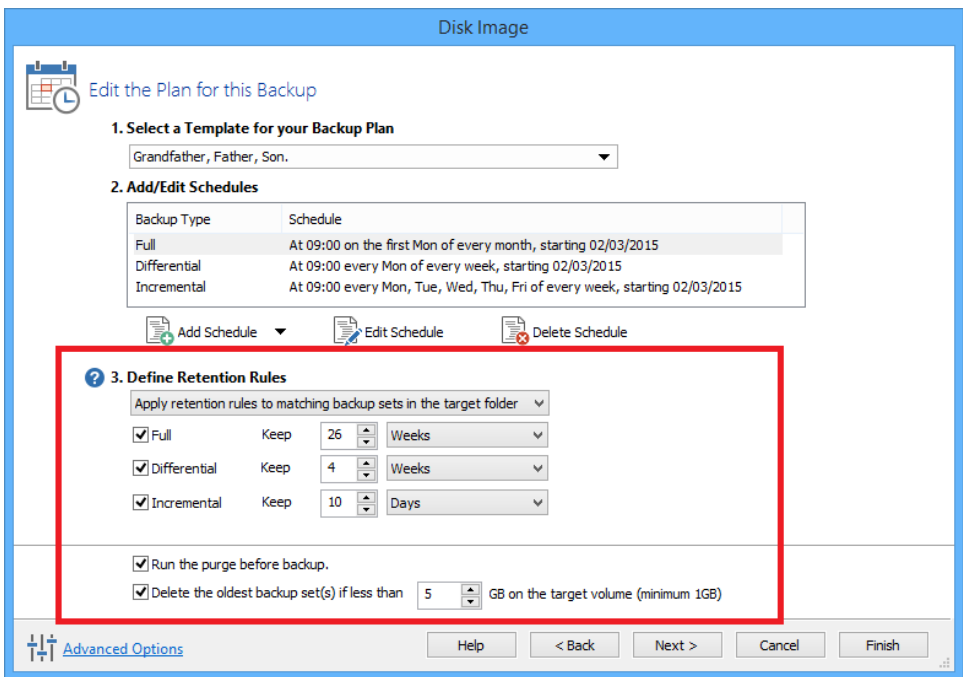 Disk Image
Edit the Plan for this Backup
1. Select a Template for your Backup Plan
Grandfather, Father, Son.
2. Add/Edit Schedules
Backup Type Schedule
Full At 09:00 on the first Mon of every month, starting 02/03/2015
Differential At 09:00 every Mon of every week, starting 02/03/2015
Incremental At 09:00 every Mon, Tue, Wed, Thu, Fri of every week, starting 02/03/2015
Add Schedule Edit Schedule Delete Schedule
? 3. Define Retention Rules
Apply retention rules to matching backup sets in the target folder
Full Keep 26 Weeks
Differential Keep 4 Weeks
Incremental Keep 10 Days
Run the purge before backup.
Delete the oldest backup set(s) if less than 5 GB on the target volume (minimum 1GB)
Advanced Options Help < Back Next > Cancel Finish